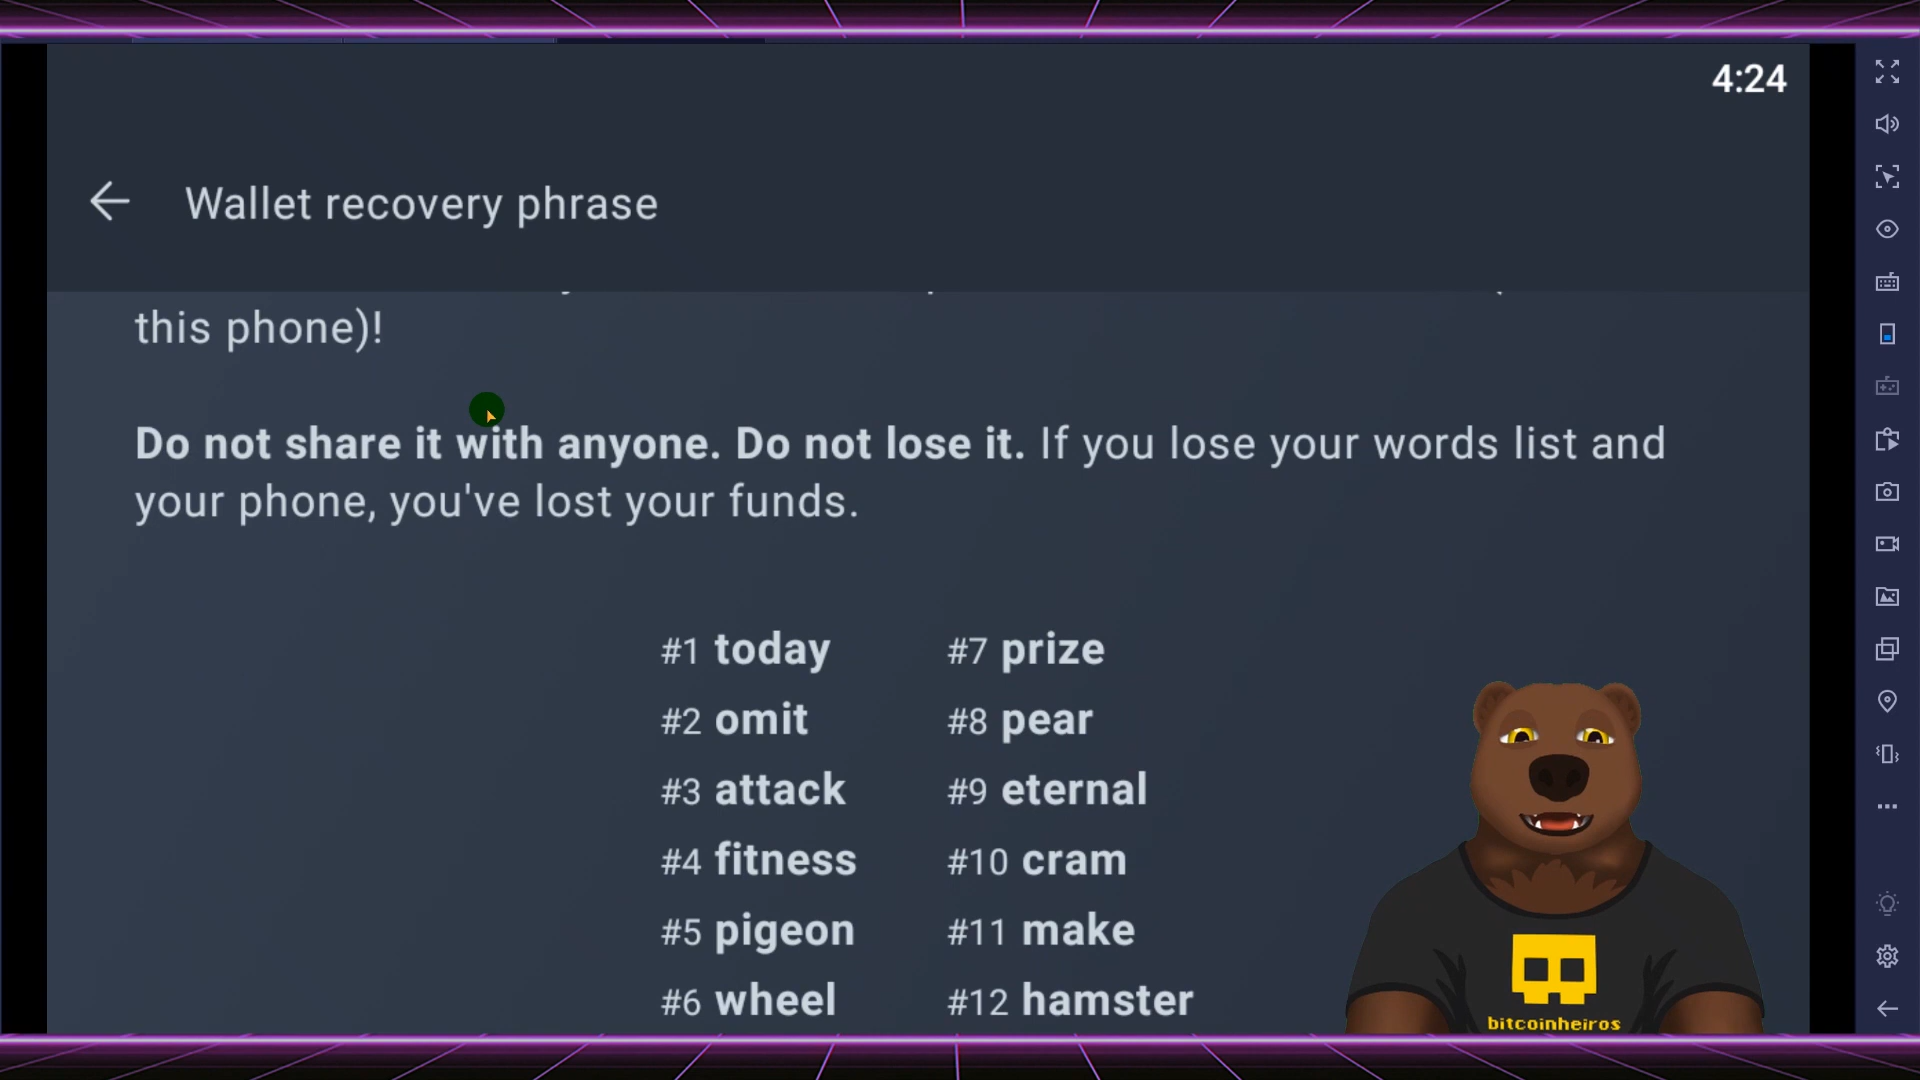 4:24
Wallet recovery phrase
this phone)!
Do not share it with anyone. Do not lose it. If you lose your words list and
your phone, you've lost your funds.
#1 today #7 prize
#2 omit #8 pear
#3 attack #9 eternal
#4 fitness #10 cram
#5 pigeon #11 make
#6 wheel #12 hamster
bitcoinheiros